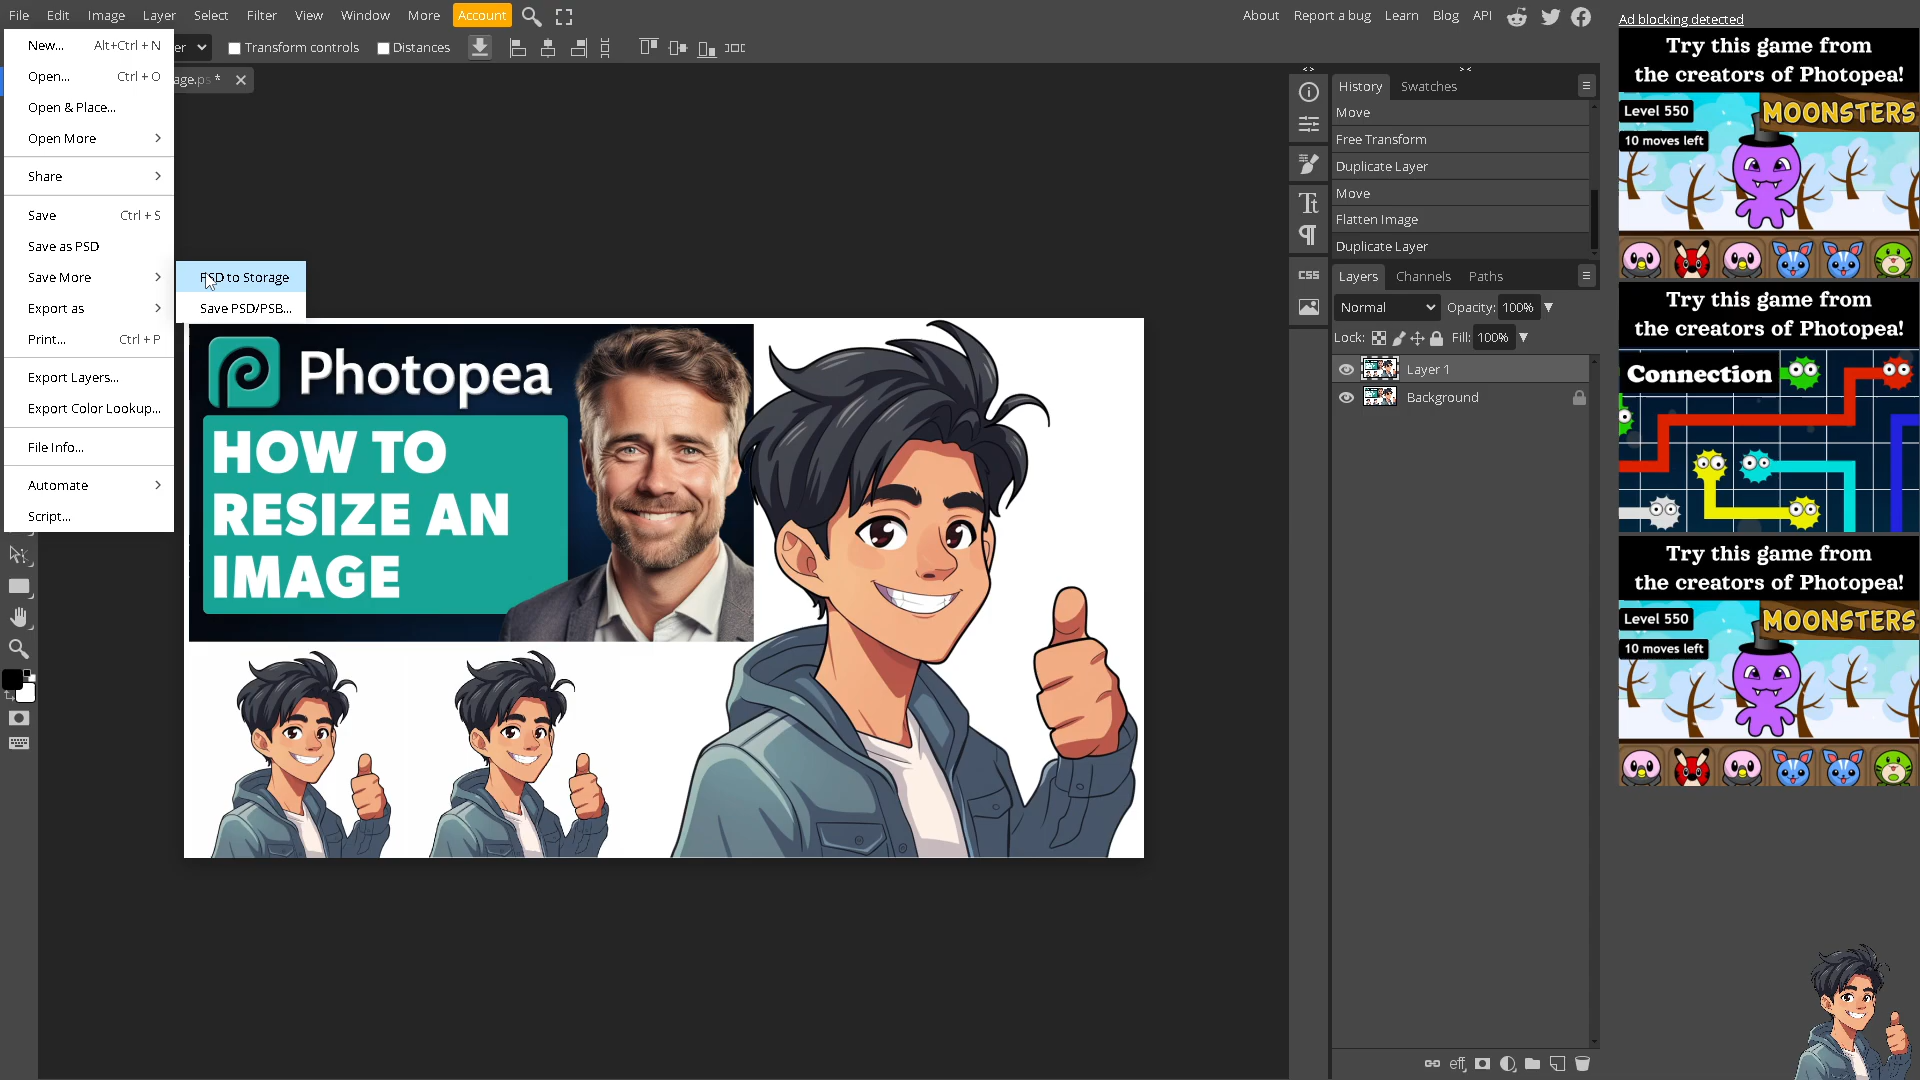 File Edit Image Layer Select Filter View Window More Account
About Report a bug Learn Blog API
Ad blocking detected
New... Alt+Ctrl + N
Open... Ctrl + O
Open & Place...
Open More
Share
Save Ctrl + S
Save as PSD
Save More
Export as
Print... Ctrl + P
Export Layers...
Export Color Lookup...
File Info...
Automate
Script...
PSD to Storage
Save PSD/PSB...
Transform controls Distances
age.ps *
Photopea
HOW TO
RESIZE AN
IMAGE
History Swatches
Move
Free Transform
Duplicate Layer
Move
Flatten Image
Duplicate Layer
CSS
Layers Channels Paths
Normal Opacity: 100%
Lock: Fill: 100%
Layer 1
Background
eff
Try this game from
the creators of Photopea!
Level 550 MOONSTERS
10 moves left
Try this game from
the creators of Photopea!
Connection
Try this game from
the creators of Photopea!
Level 550 MOONSTERS
10 moves left